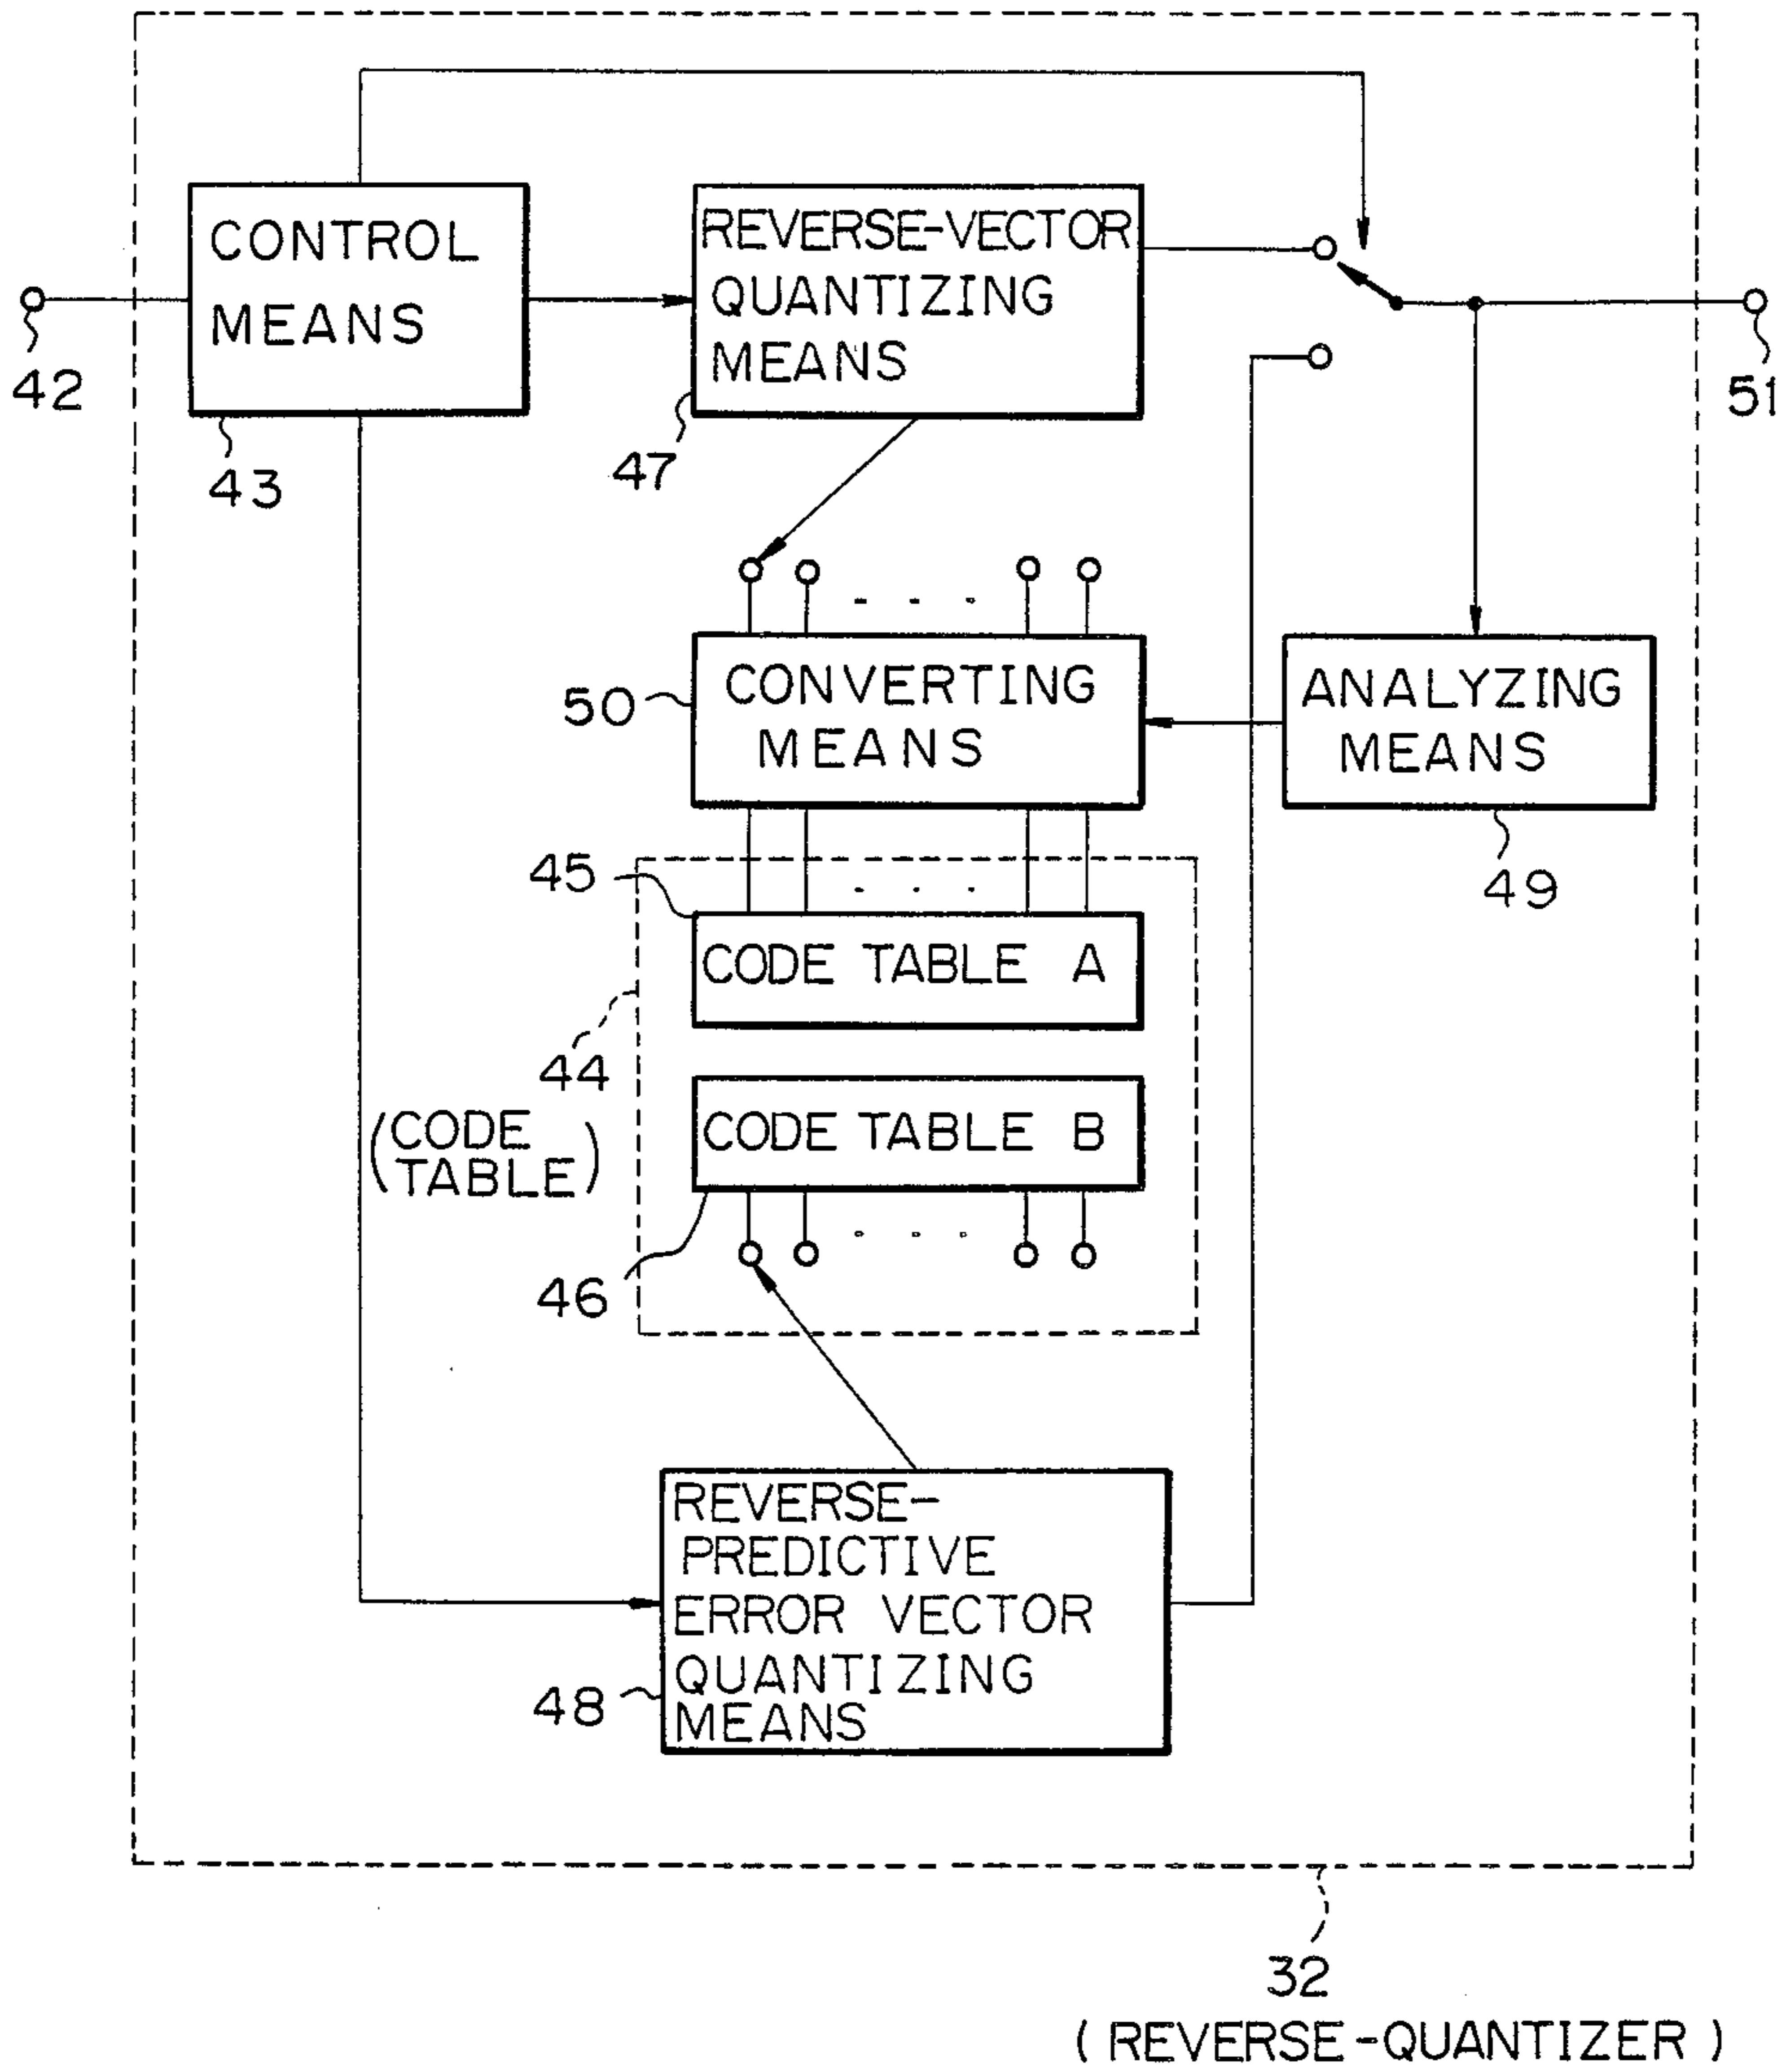 CONTROL
MEANS
REVERSE-VECTOR
QUANTIZING
MEANS
42
51
43
47
50
CONVERTING
MEANS
ANALYZING
MEANS
45
49
CODE TABLE A
44
(CODE
TABLE)
CODE TABLE B
46
REVERSE-
PREDICTIVE
ERROR VECTOR
QUANTIZING
MEANS
48
32
(REVERSE-QUANTIZER)